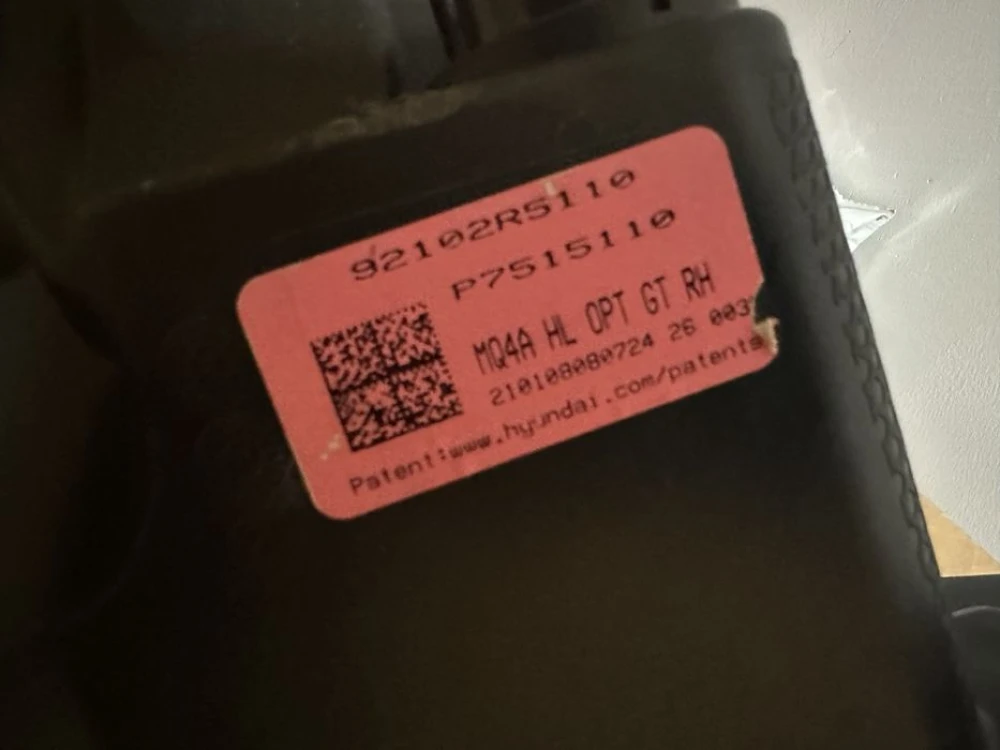 92102R5110
P7515110
MQ4A HL OPT GT RH
210108080724 26 003
Patent:www.hyundai.com/patents